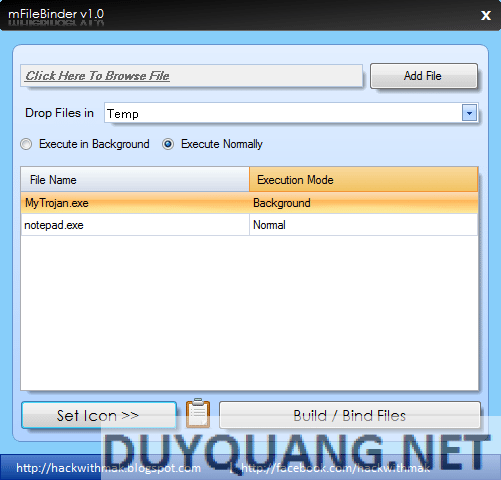 mFileBinder v1.0
X
Click Here To Browse File
Add File
Drop Files in
Temp
Execute in Background
Execute Normally
File Name
Execution Mode
MyTrojan.exe
Background
notepad.exe
Normal
Set Icon >>
Build / Bind Files
DUYQUANG.NET
http://hackwithmak.blogspot.com | http://facebook.com/hackwithmak